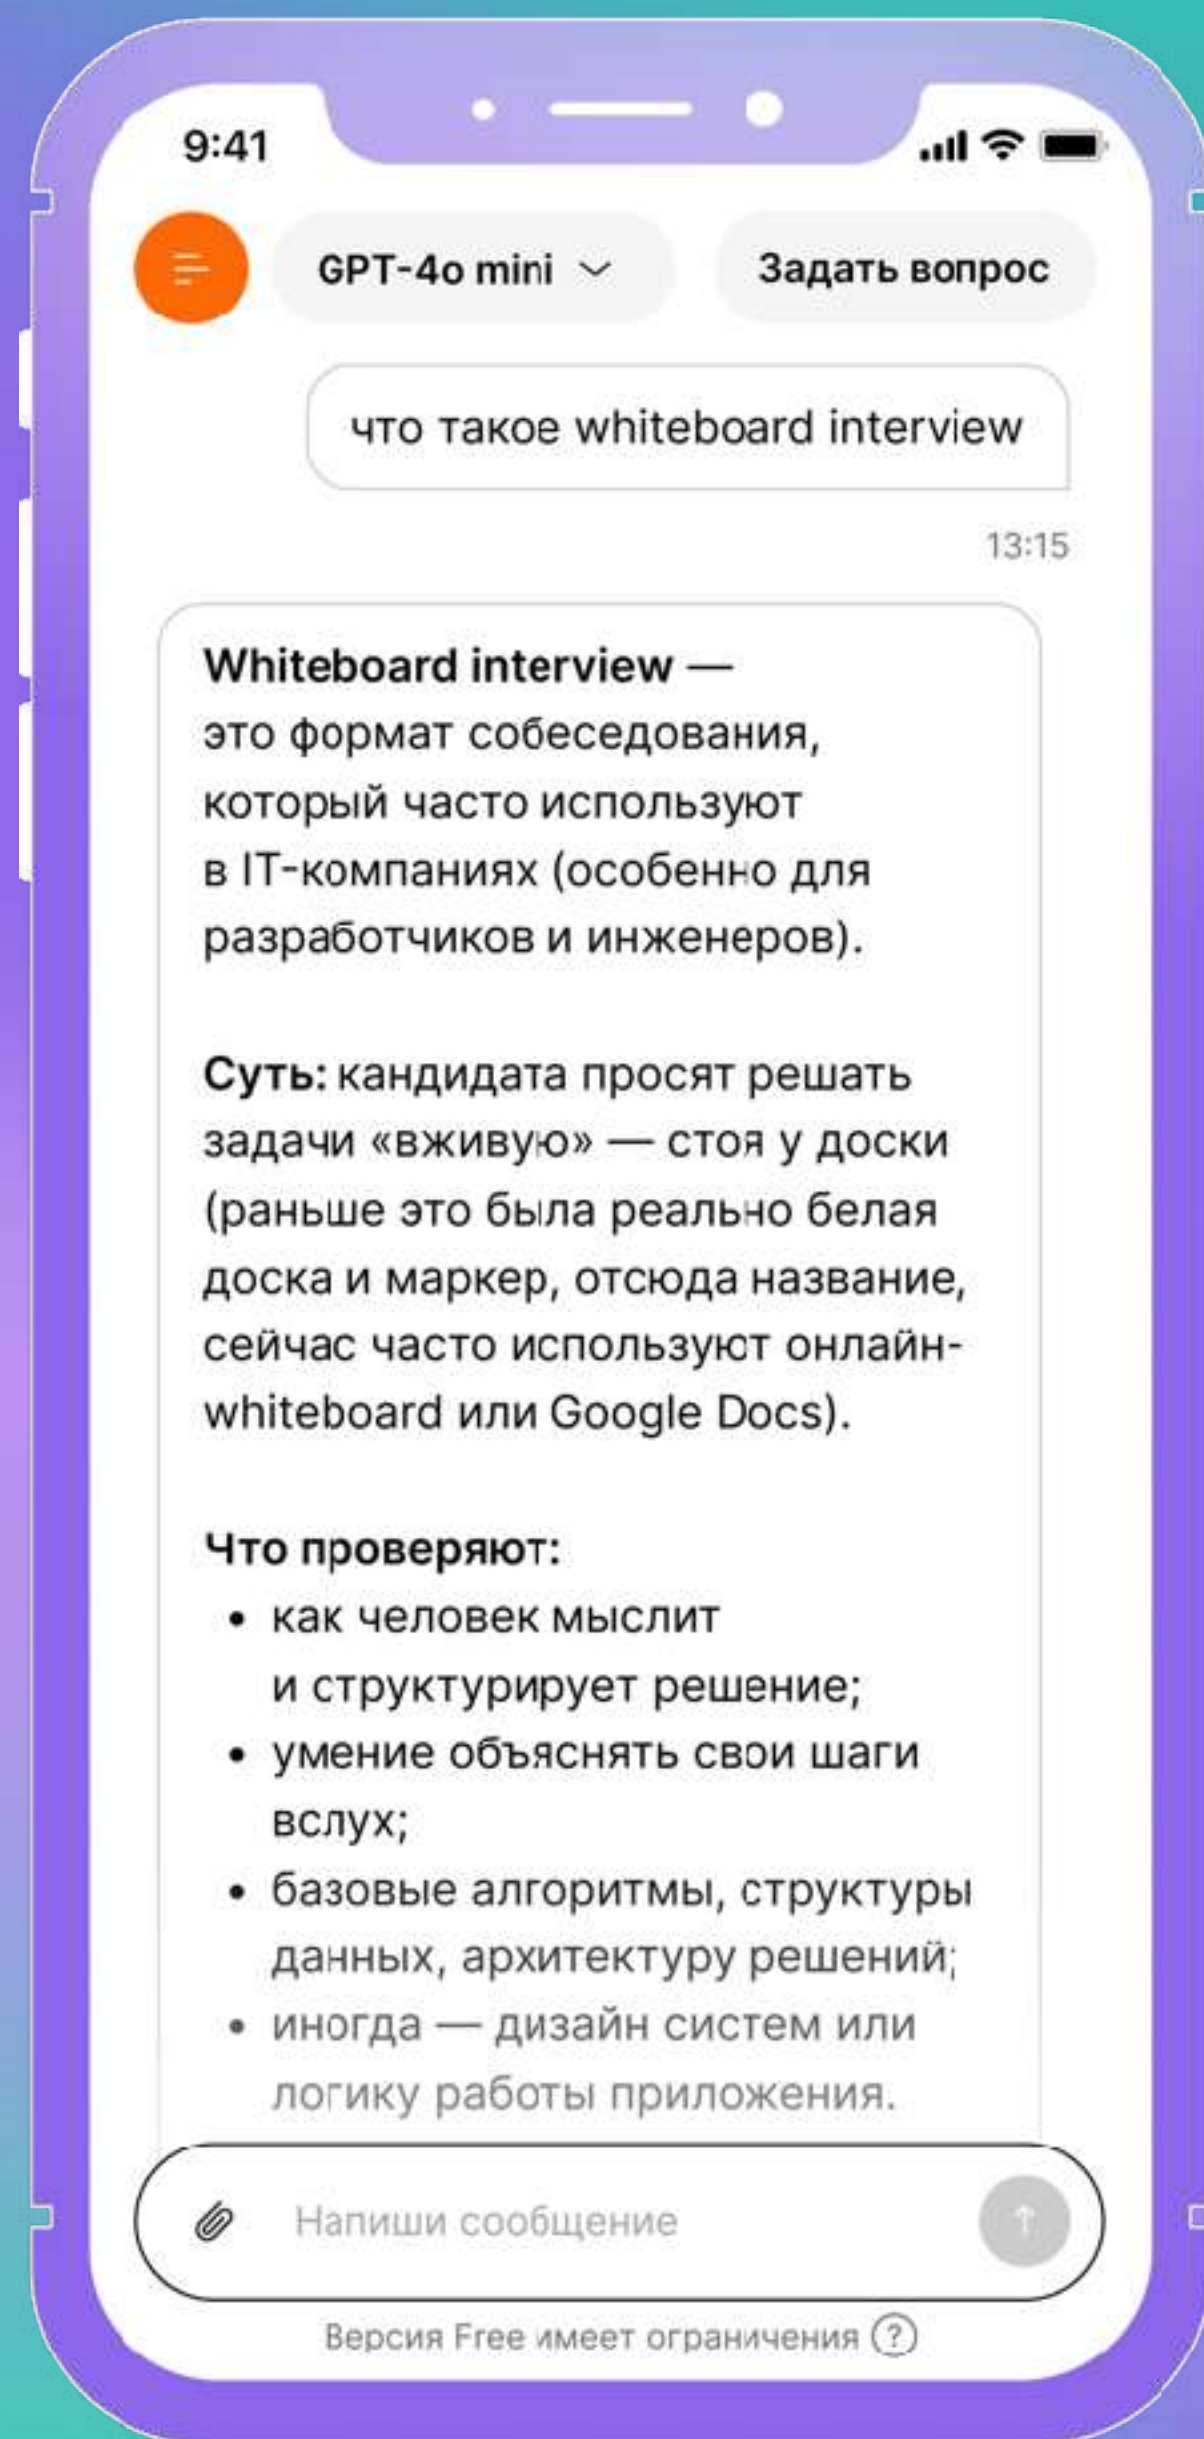 9:41
GPT-4o mini
Задать вопрос
что такое whiteboard interview
13:15
Whiteboard interview —
это формат собеседования,
который часто используют
в IT-компаниях (особенно для
разработчиков и инженеров).
Суть: кандидата просят решать
задачи «вживую» — стоя у доски
(раньше это была реально белая
доска и маркер, отсюда название,
сейчас часто используют онлайн-
whiteboard или Google Docs).
Что проверяют:
• как человек мыслит
и структурирует решение;
• умение объяснять свои шаги
вслух;
• базовые алгоритмы, структуры
данных, архитектуру решений;
• иногда — дизайн систем или
логику работы приложения.
Напиши сообщение
Версия Free имеет ограничения ?